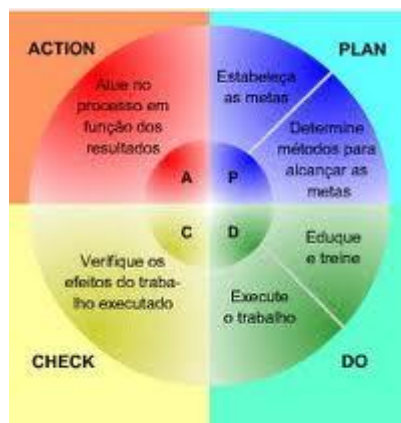 ACTION
PLAN
Atue no
processo em
função dos
resultados
Estabeleça
as metas
Determine
métodos para
alcançar as
metas
A
P
C
D
Verifique os
efeitos do traba-
lho executado
Eduque
e treine
Execute
o trabalho
CHECK
DO